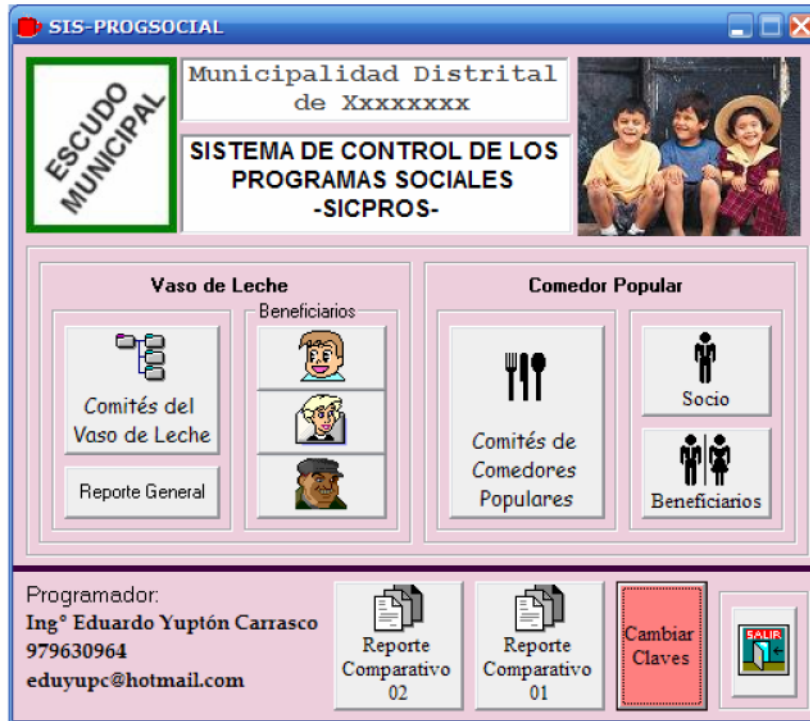 SIS-PROGSOCIAL
ESCUDO
MUNICIPAL
Municipalidad Distrital
de Xxxxxxxx
SISTEMA DE CONTROL DE LOS
PROGRAMAS SOCIALES
-SICPROS-
Vaso de Leche
Beneficiarios
Comités del
Vaso de Leche
Reporte General
Comedor Popular
Comités de
Comedores
Populares
Socio
Beneficiarios
Programador:
Ing° Eduardo Yuptón Carrasco
979630964
eduyupc@hotmail.com
Reporte
Comparativo
02
Reporte
Comparativo
01
Cambiar
Claves
SALIR